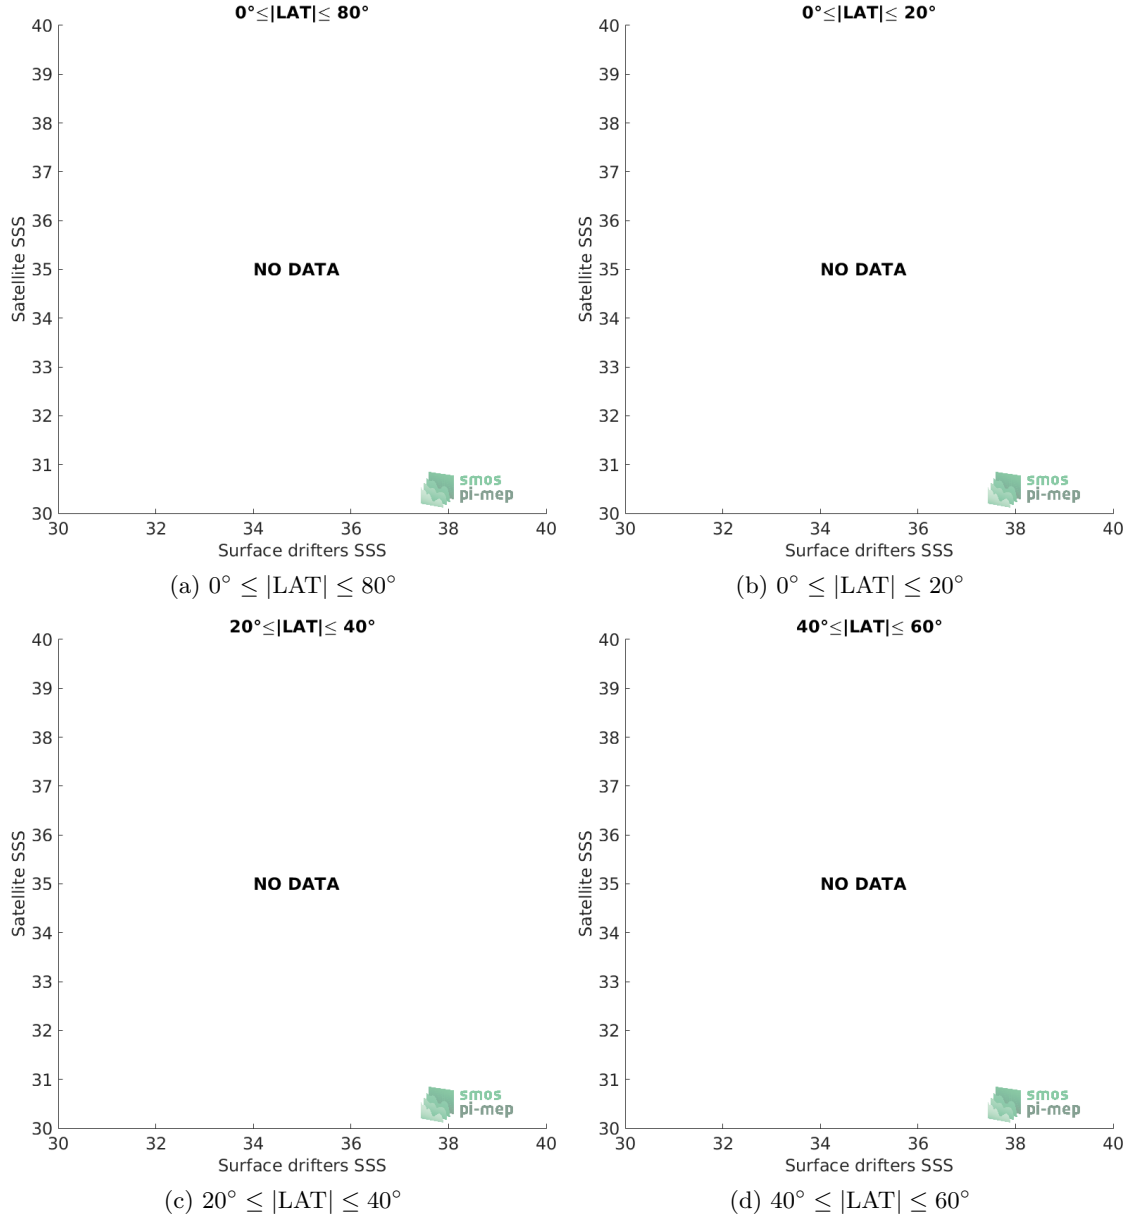 0°≤|LAT|≤ 80°
40
39
38
37
36
35
34
33
32
31
30
Satellite SSS
NO DATA
smos
pi-mep
30 32 34 36 38 40
Surface drifters SSS
(a) 0° ≤ |LAT| ≤ 80°
0°≤|LAT|≤ 20°
40
39
38
37
36
35
34
33
32
31
30
Satellite SSS
NO DATA
smos
pi-mep
30 32 34 36 38 40
Surface drifters SSS
(b) 0° ≤ |LAT| ≤ 20°
20°≤|LAT|≤ 40°
40
39
38
37
36
35
34
33
32
31
30
Satellite SSS
NO DATA
smos
pi-mep
30 32 34 36 38 40
Surface drifters SSS
(c) 20° ≤ |LAT| ≤ 40°
40°≤|LAT|≤ 60°
40
39
38
37
36
35
34
33
32
31
30
Satellite SSS
NO DATA
smos
pi-mep
30 32 34 36 38 40
Surface drifters SSS
(d) 40° ≤ |LAT| ≤ 60°